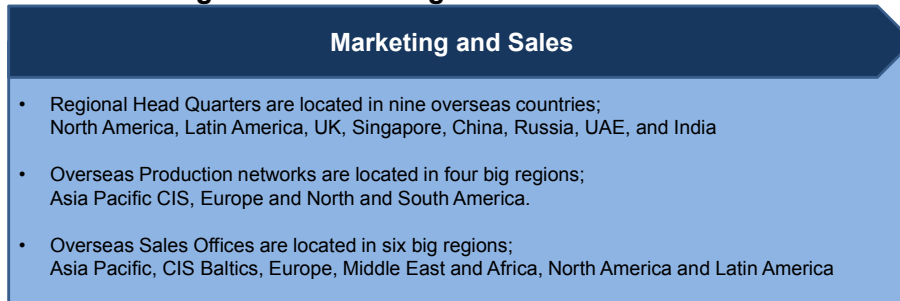 Marketing and Sales
• Regional Head Quarters are located in nine overseas countries;
North America, Latin America, UK, Singapore, China, Russia, UAE, and India
• Overseas Production networks are located in four big regions;
Asia Pacific CIS, Europe and North and South America.
• Overseas Sales Offices are located in six big regions;
Asia Pacific, CIS Baltics, Europe, Middle East and Africa, North America and Latin America